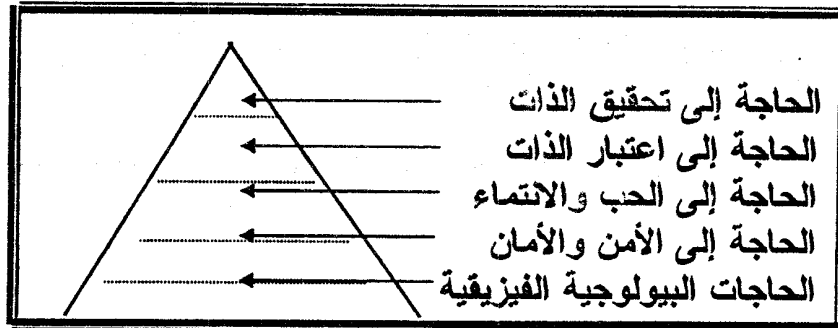 الحاجة إلى تحقيق الذات
الحاجة إلى اعتبار الذات
الحاجة إلى الحب والانتماء
الحاجة إلى الأمن والأمان
الحاجات البيولوجية الفيزيقية